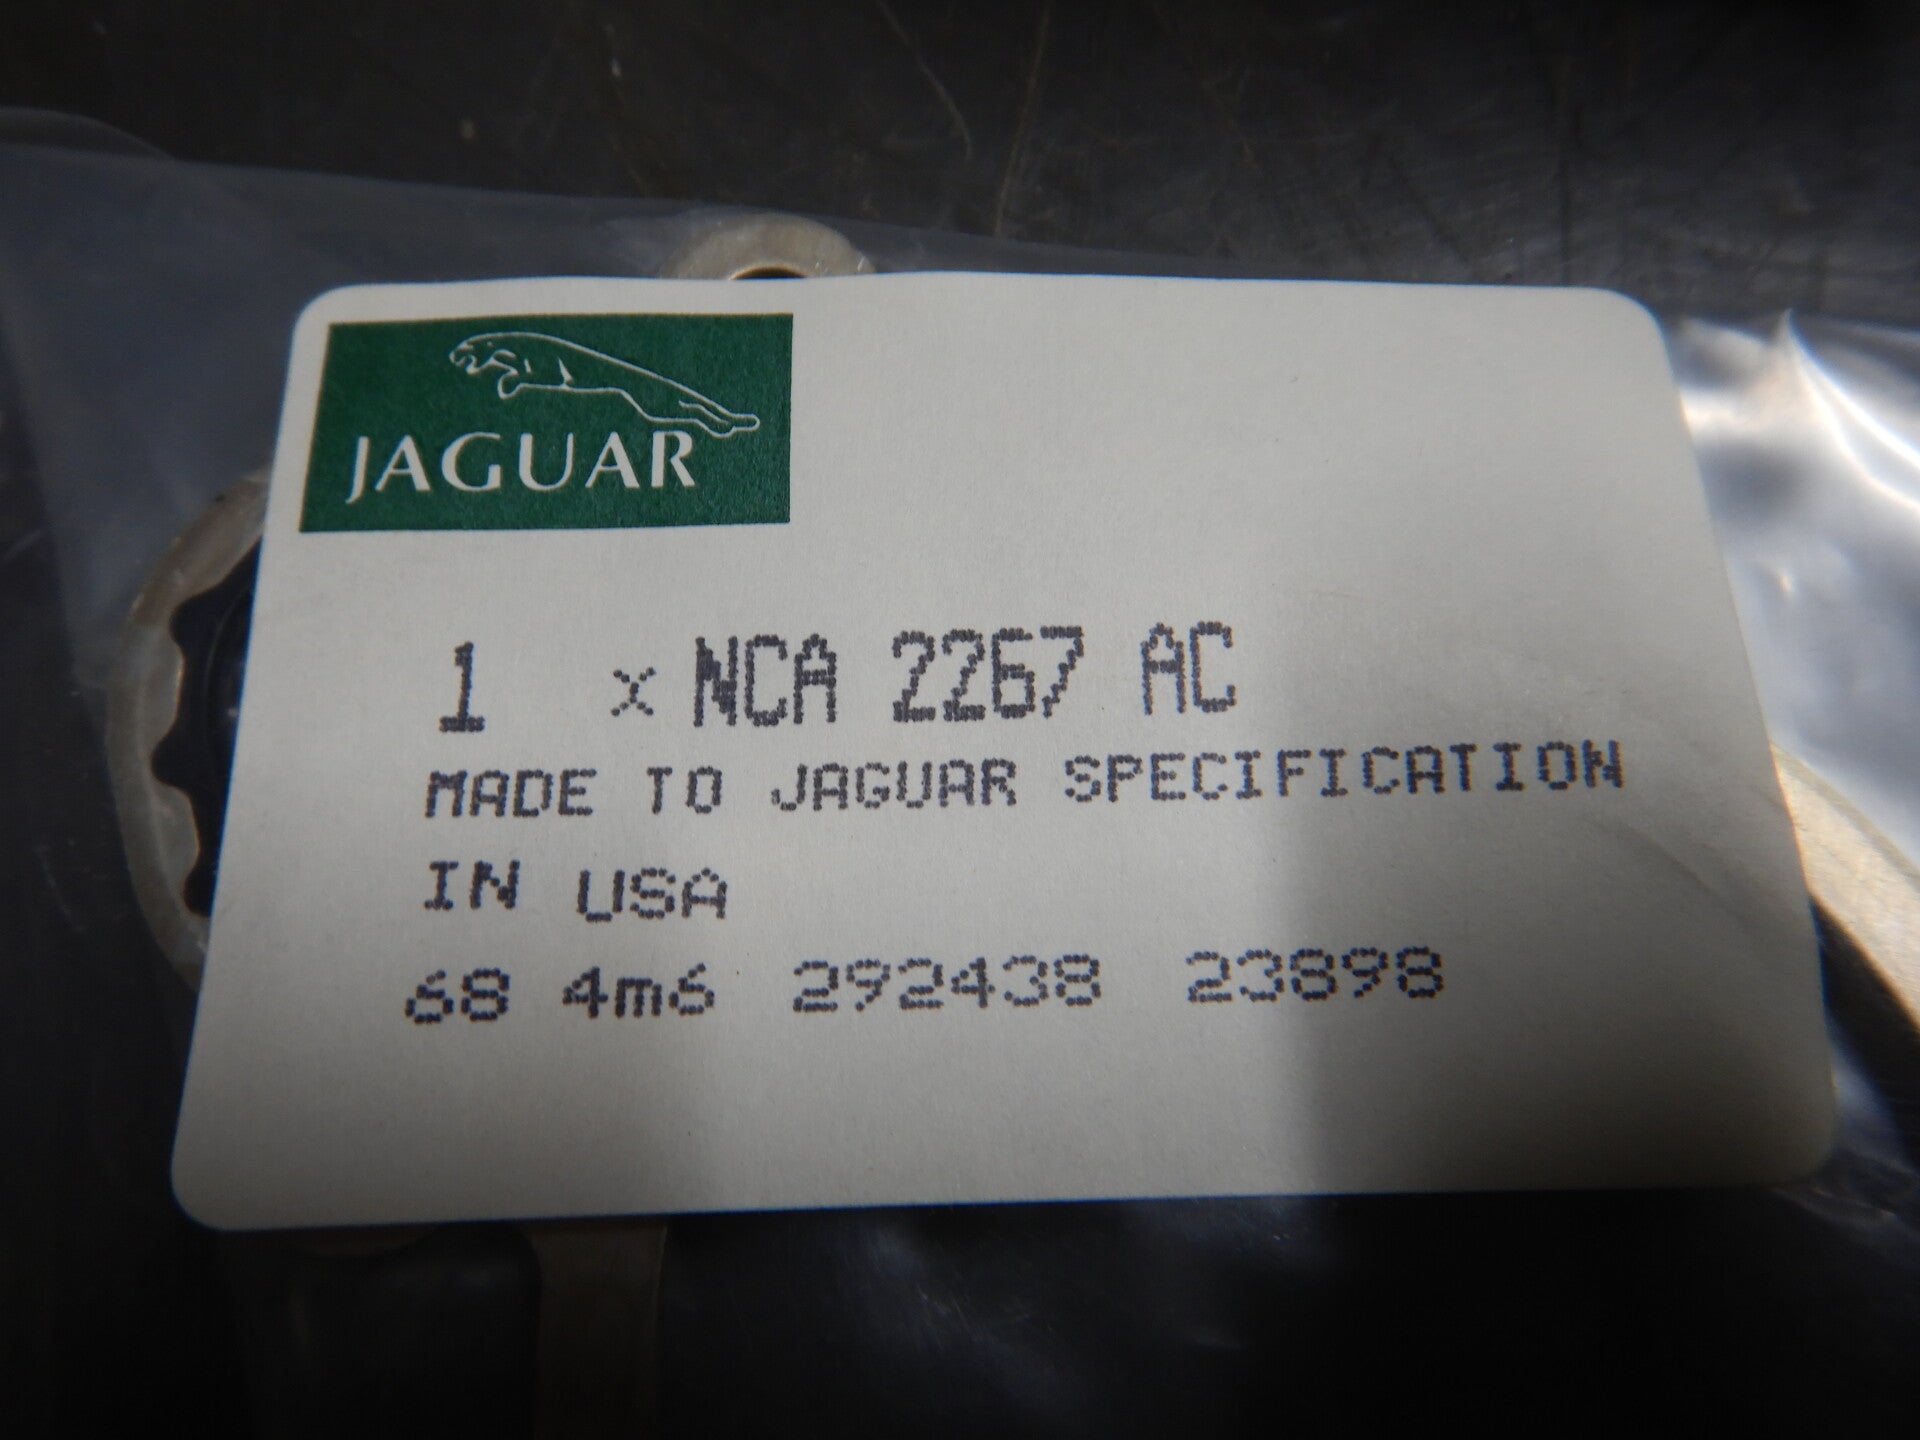 JAGUAR
1 x NCA 2267 AC
MADE TO JAGUAR SPECIFICATION
IN USA
68 4m6 292438 23898